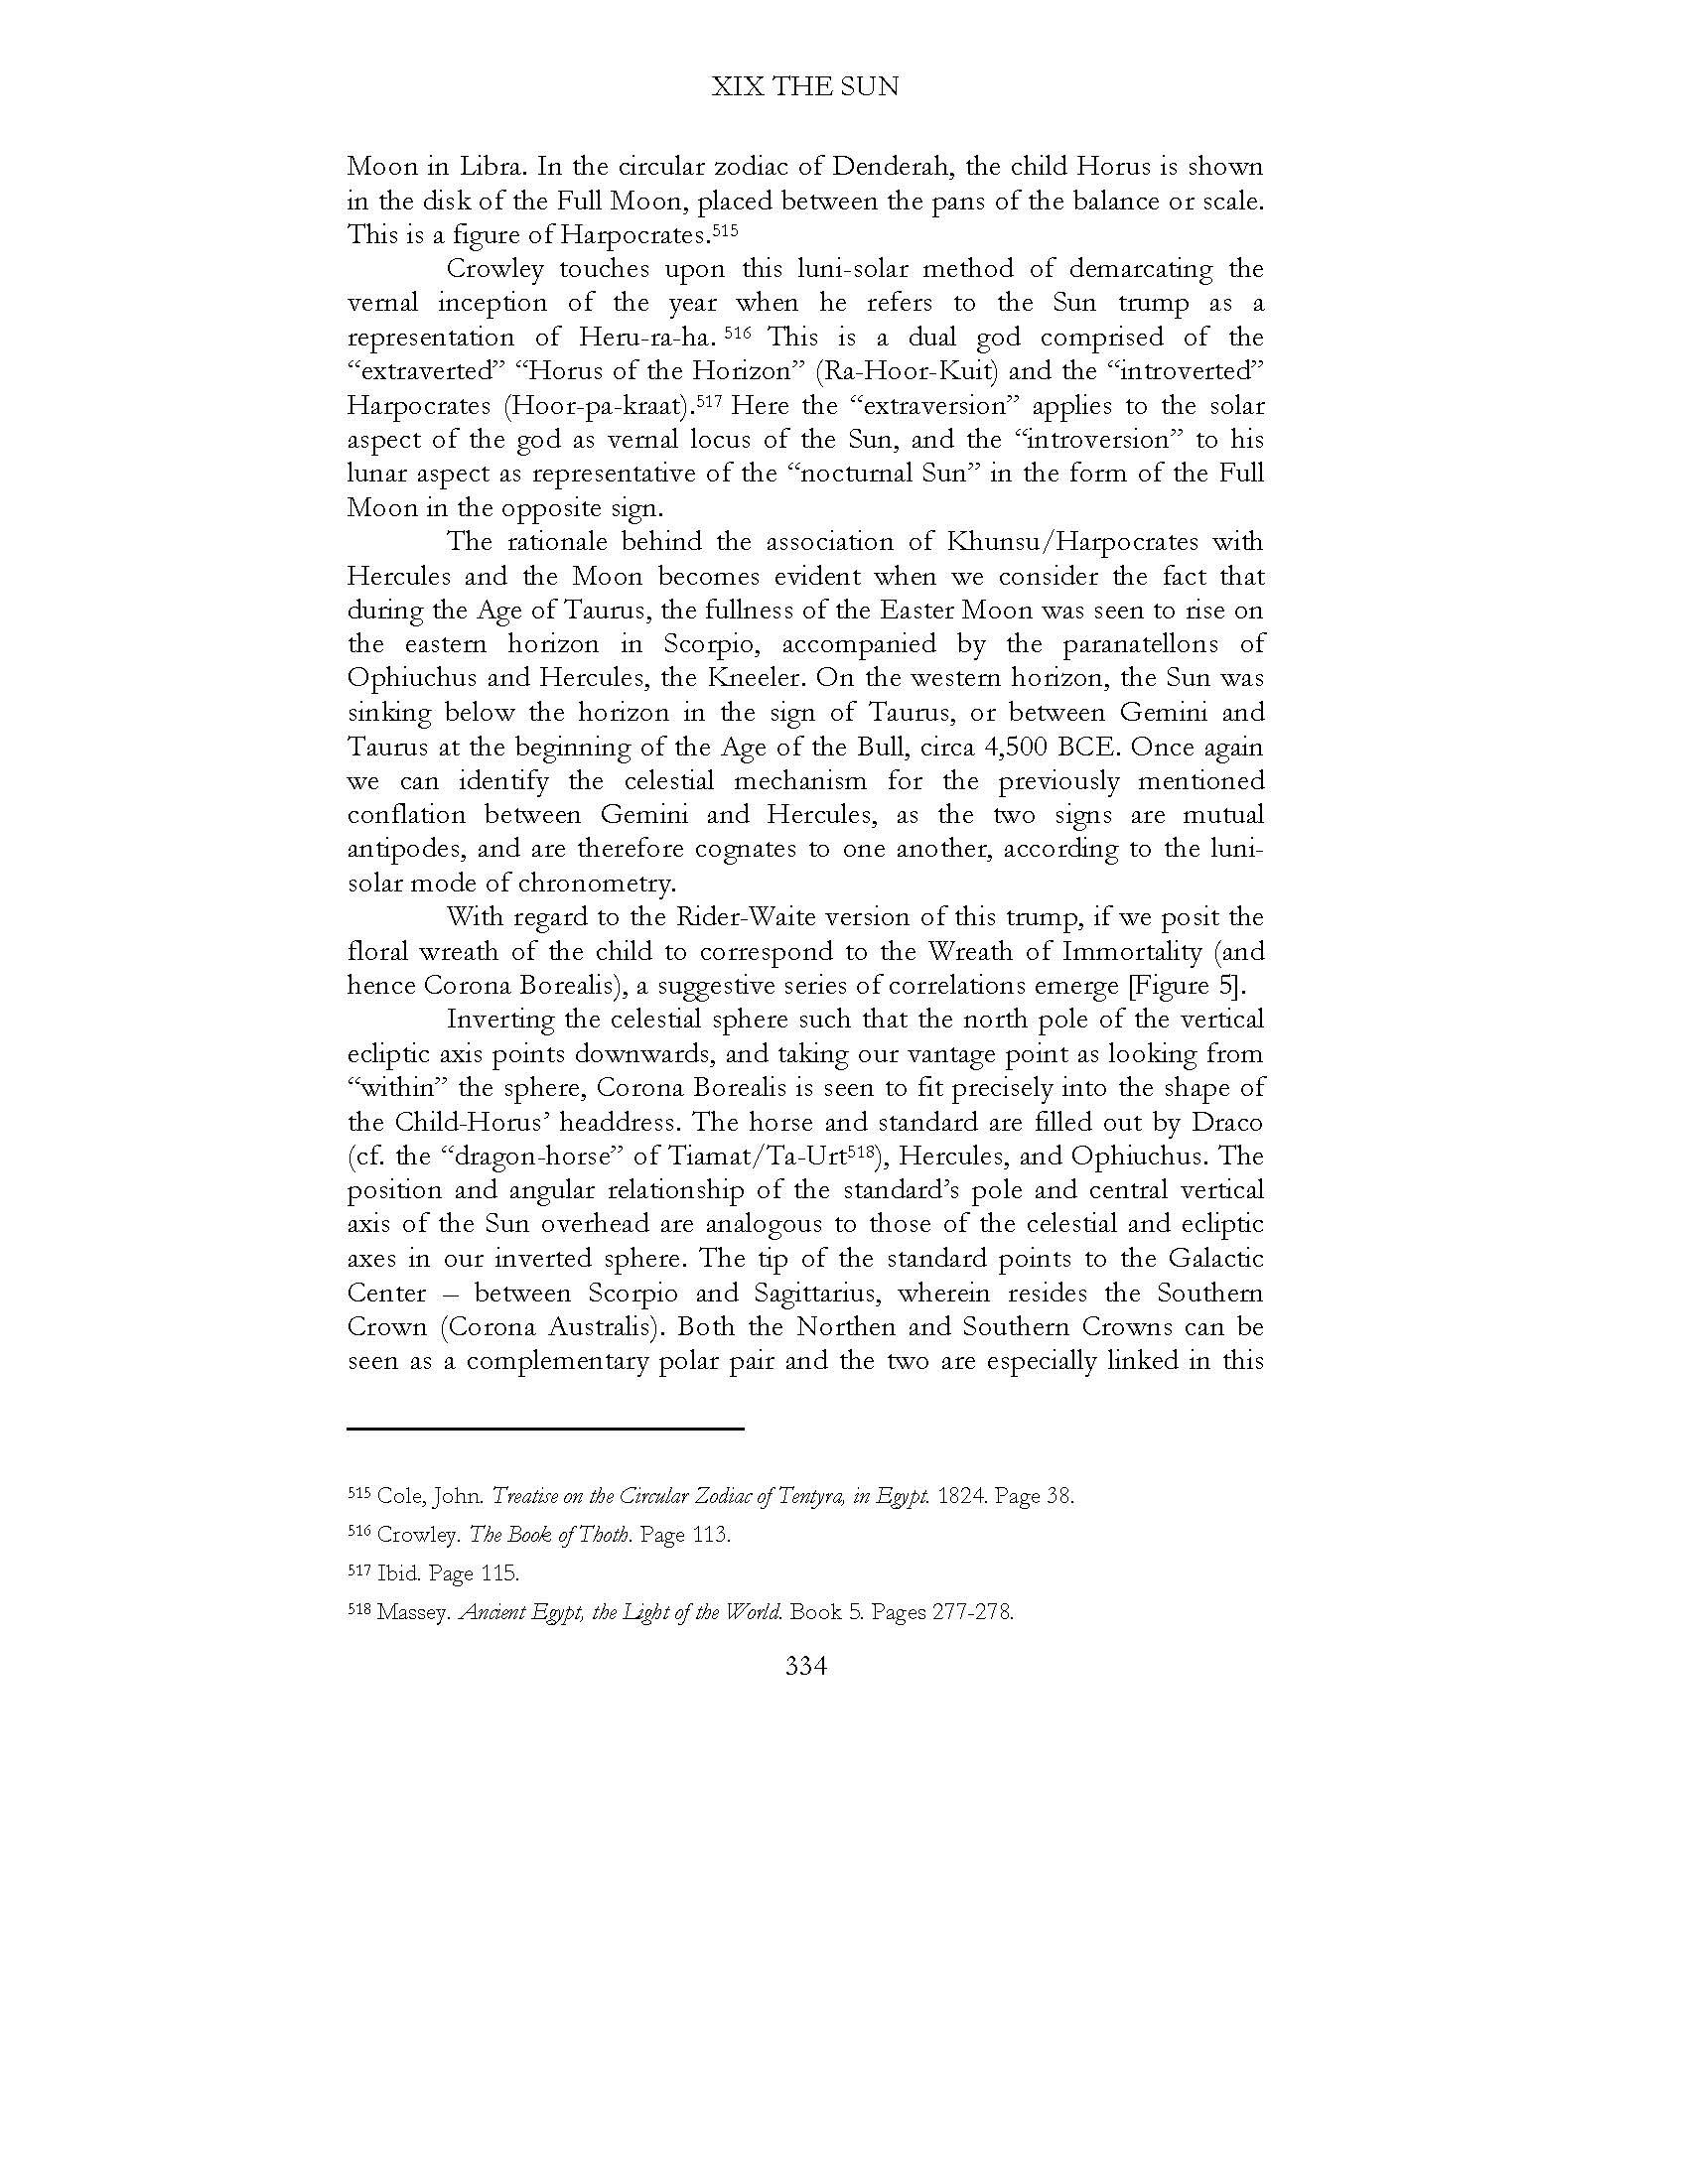 XIX THE SUN
Moon in Libra. In the circular zodiac of Denderah, the child Horus is shown
in the disk of the Full Moon, placed between the pans of the balance or scale.
This is a figure of Harpocrates.515
Crowley touches upon this luni-solar method of demarcating the
vernal inception of the year when he refers to the Sun trump as a
representation of Heru-ra-ha. 516 This is a dual god comprised of the
“extraverted” “Horus of the Horizon” (Ra-Hoor-Kuit) and the “introverted”
Harpocrates (Hoor-pa-kraat).517 Here the “extraversion” applies to the solar
aspect of the god as vernal locus of the Sun, and the “introversion” to his
lunar aspect as representative of the “nocturnal Sun” in the form of the Full
Moon in the opposite sign.
The rationale behind the association of Khunsu/Harpocrates with
Hercules and the Moon becomes evident when we consider the fact that
during the Age of Taurus, the fullness of the Easter Moon was seen to rise on
the eastern horizon in Scorpio, accompanied by the paranatellons of
Ophiuchus and Hercules, the Kneeler. On the western horizon, the Sun was
sinking below the horizon in the sign of Taurus, or between Gemini and
Taurus at the beginning of the Age of the Bull, circa 4,500 BCE. Once again
we can identify the celestial mechanism for the previously mentioned
conflation between Gemini and Hercules, as the two signs are mutual
antipodes, and are therefore cognates to one another, according to the luni-
solar mode of chronometry.
With regard to the Rider-Waite version of this trump, if we posit the
floral wreath of the child to correspond to the Wreath of Immortality (and
hence Corona Borealis), a suggestive series of correlations emerge [Figure 5].
Inverting the celestial sphere such that the north pole of the vertical
ecliptic axis points downwards, and taking our vantage point as looking from
“within” the sphere, Corona Borealis is seen to fit precisely into the shape of
the Child-Horus’ headdress. The horse and standard are filled out by Draco
(cf. the “dragon-horse” of Tiamat/Ta-Urt518), Hercules, and Ophiuchus. The
position and angular relationship of the standard’s pole and central vertical
axis of the Sun overhead are analogous to those of the celestial and ecliptic
axes in our inverted sphere. The tip of the standard points to the Galactic
Center – between Scorpio and Sagittarius, wherein resides the Southern
Crown (Corona Australis). Both the Northen and Southern Crowns can be
seen as a complementary polar pair and the two are especially linked in this
515 Cole, John. Treatise on the Circular Zodiac of Tentyra, in Egypt. 1824. Page 38.
516 Crowley. The Book of Thoth. Page 113.
517 Ibid. Page 115.
518 Massey. Ancient Egypt, the Light of the World. Book 5. Pages 277-278.
334